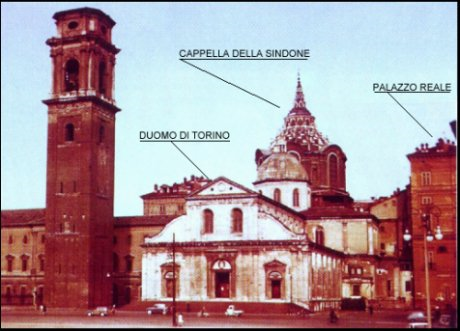 CAPPELLA DELLA SINDONE
PALAZZO REALE
DUOMO DI TORINO